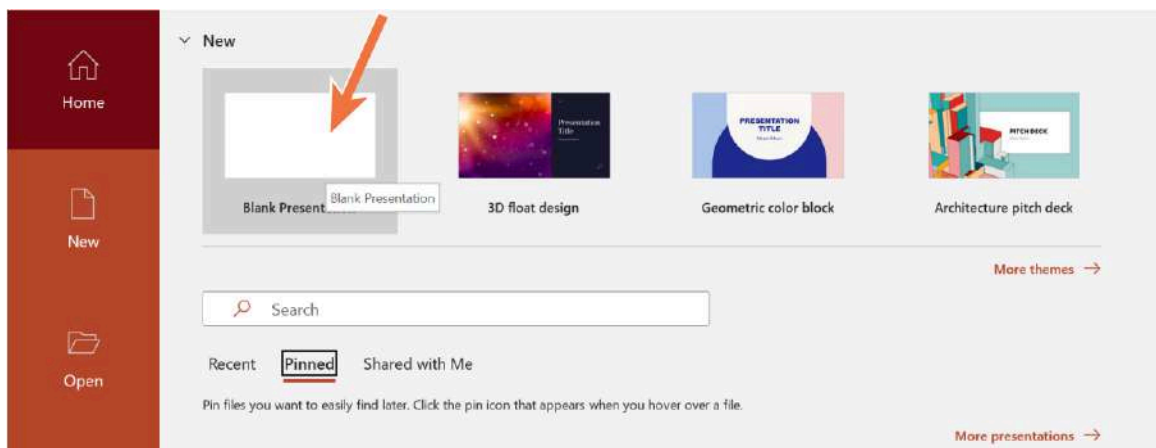 New
Home
PRESENTATION
TITLE
Presentation
Title
PITCH DECK
Blank Presentation
Blank Present
3D float design
Geometric color block
Architecture pitch deck
New
More themes →
Search
Recent Pinned Shared with Me
Open
Pin files you want to easily find later. Click the pin icon that appears when you hover over a file.
More presentations →